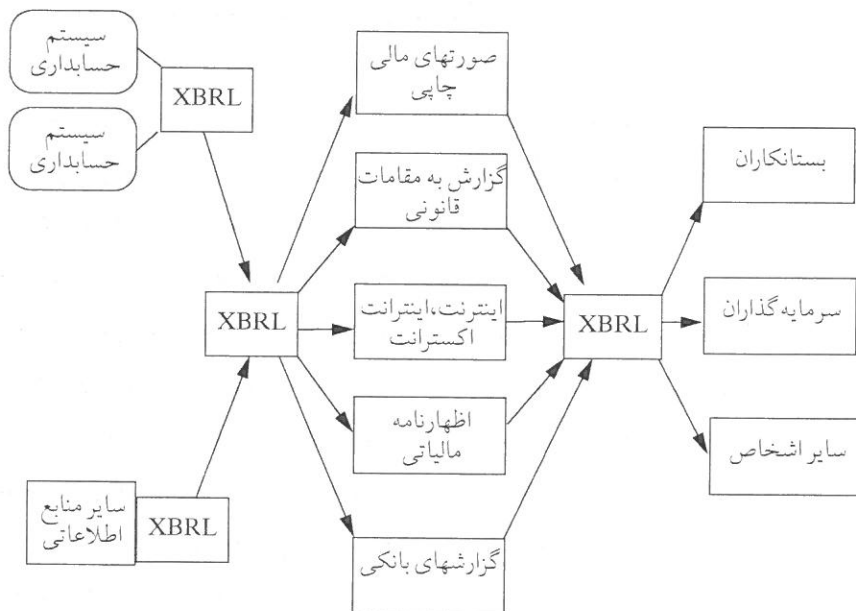 سیستم
حسابداری
XBRL
سیستم
حسابداری
صورتهای مالی
چاپی
گزارش به مقامات
قانونی
XBRL
اینترنت،اینترانت
اکسترانت
اظهارنامه
مالیاتی
گزارشهای بانکی
سایر منابع
اطلاعاتی
XBRL
XBRL
بستانکاران
سرمایه گذاران
سایر اشخاص